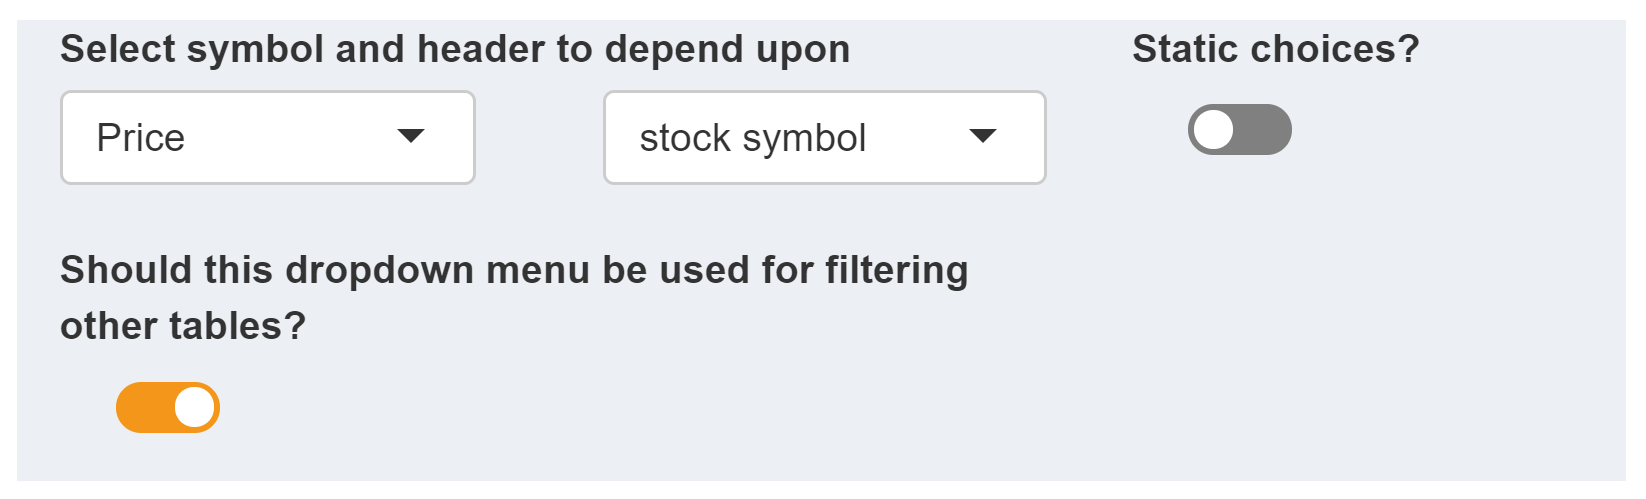 Select symbol and header to depend upon
Static choices?
Price
stock symbol
Should this dropdown menu be used for filtering
other tables?